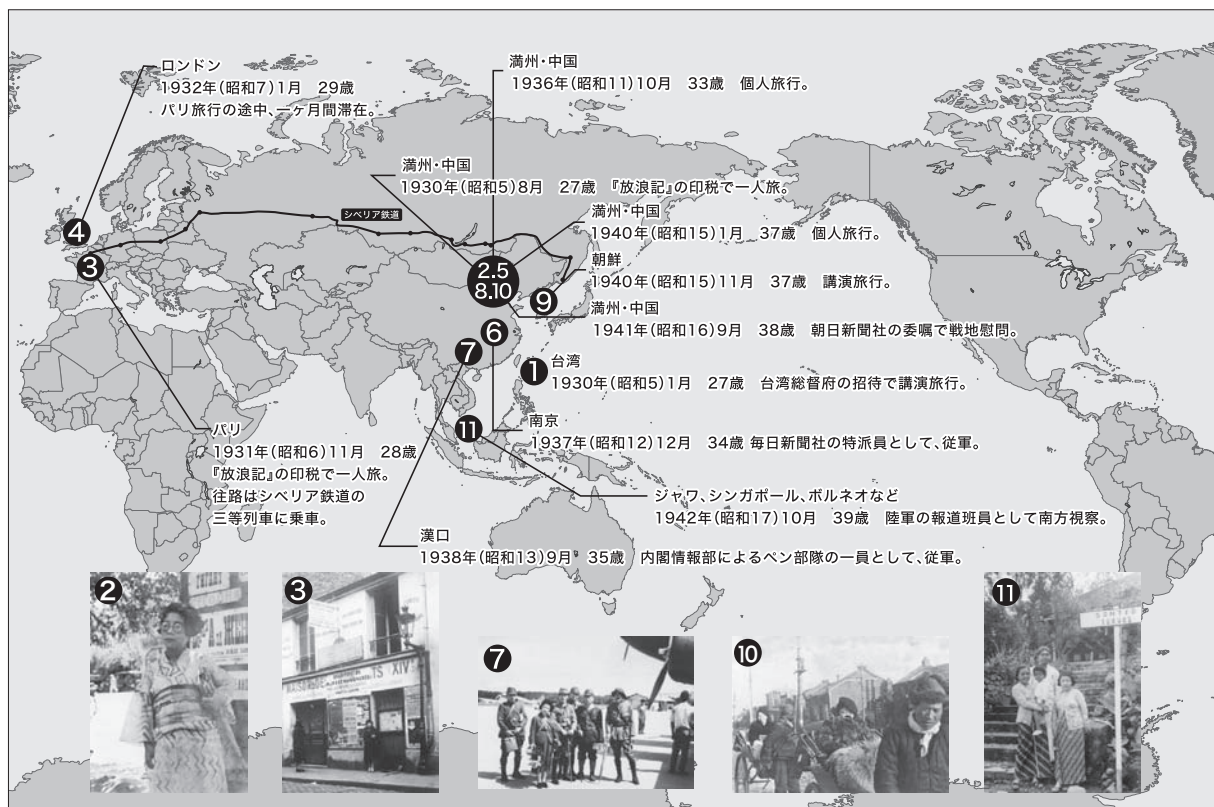 ロンドン
1932年(昭和7)1月　29歳
パリ旅行の途中、一ヶ月間滞在。
満州・中国
1936年(昭和11)10月　33歳　個人旅行。
満州・中国
1930年(昭和5)8月　27歳　『放浪記』の印税で一人旅。
満州・中国
1940年(昭和15)1月　37歳　個人旅行。
シベリア鉄道
朝鮮
1940年(昭和15)11月　37歳　講演旅行。
満州・中国
1941年(昭和16)9月　38歳　朝日新聞社の委嘱で戦地慰問。
4
3
2.5
8.10
9
6
7
1
台湾
1930年(昭和5)1月　27歳　台湾総督府の招待で講演旅行。
11
南京
1937年(昭和12)12月　34歳 毎日新聞社の特派員として、従軍。
パリ
1931年(昭和6)11月　28歳
『放浪記』の印税で一人旅。
往路はシベリア鉄道の
三等列車に乗車。
ジャワ、シンガポール、ボルネオなど
1942年(昭和17)10月　39歳　陸軍の報道班員として南方視察。
漢口
1938年(昭和13)9月　35歳　内閣情報部によるペン部隊の一員として、従軍。
2
3
7
10
11